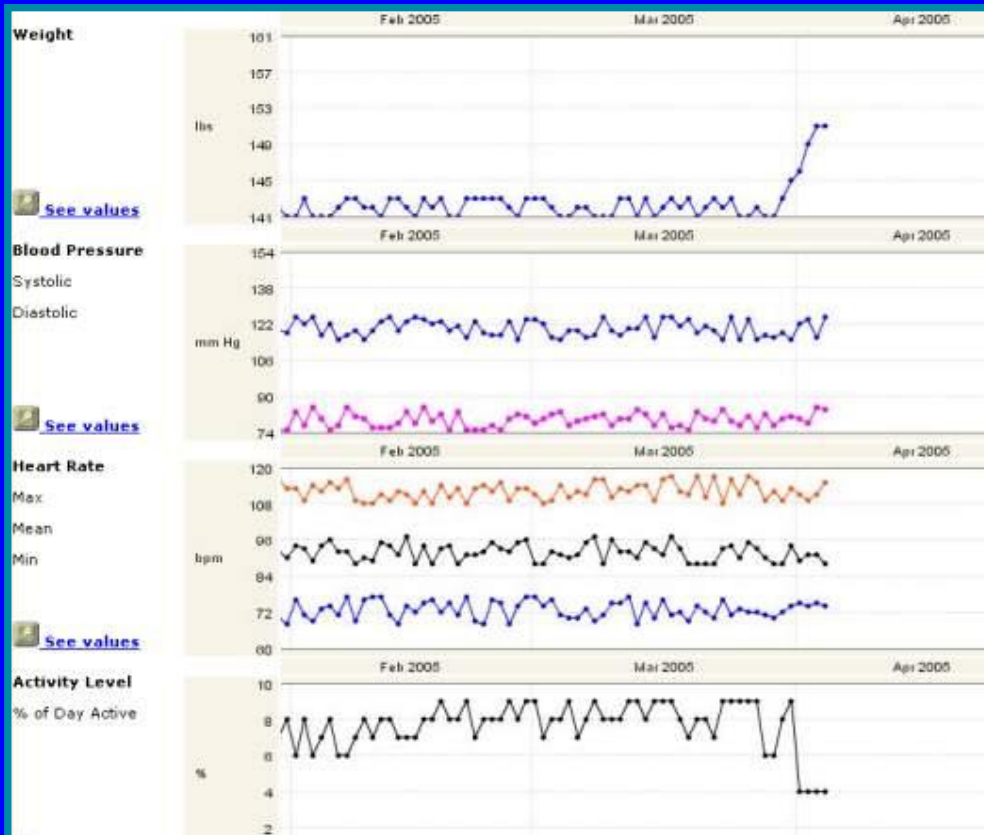 Feb 2005 Mar 2005 Apr 2005
Weight
161
157
153
lbs
149
145
See values
141
Feb 2005 Mar 2005 Apr 2005
Blood Pressure
154
Systolic
138
Diastolic
122
mm Hg
106
90
See values
74
Feb 2005 Mar 2005 Apr 2005
Heart Rate
120
Max
108
Mean
96
Min
bpm
84
72
See values
60
Feb 2005 Mar 2005 Apr 2005
Activity Level
10
% of Day Active
8
6
%
4
2